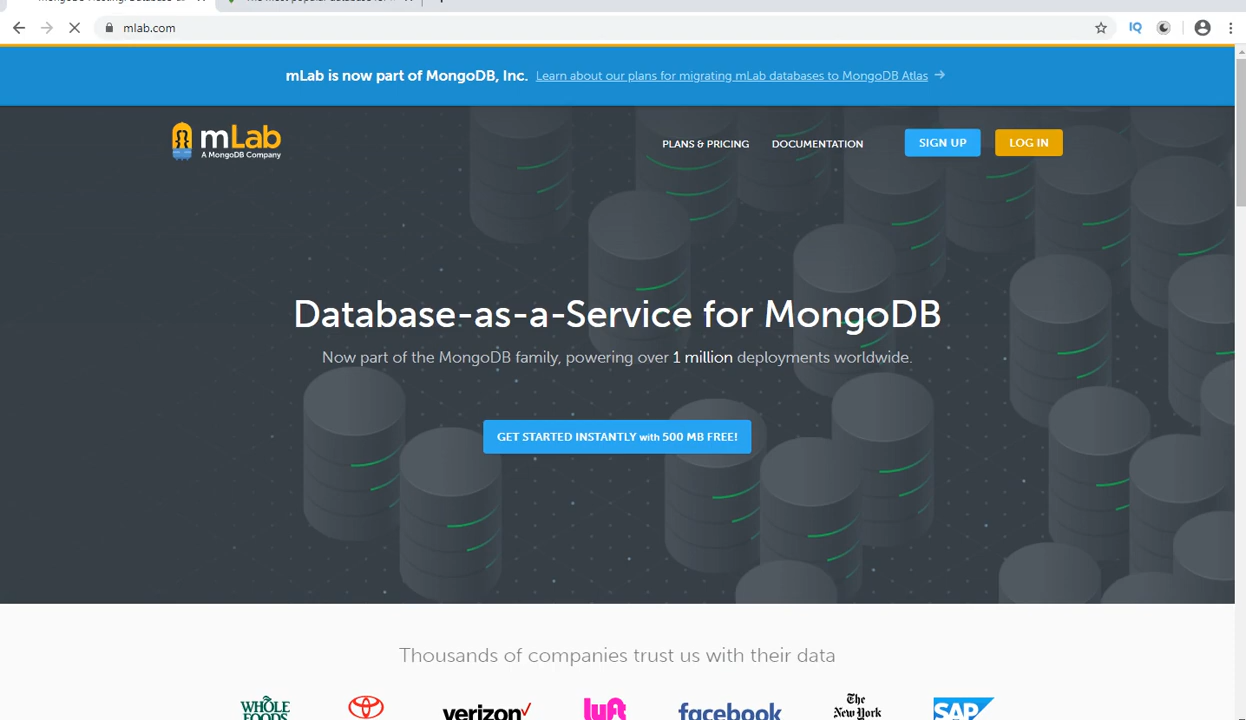 mlab.com
IQ
mLab is now part of MongoDB, Inc. Learn about our plans for migrating mLab databases to MongoDB Atlas →
mLab
A MongoDB Company
PLANS & PRICING
DOCUMENTATION
SIGN UP
LOG IN
Database-as-a-Service for MongoDB
Now part of the MongoDB family, powering over 1 million deployments worldwide.
GET STARTED INSTANTLY with 500 MB FREE!
Thousands of companies trust us with their data
WHOLE
FOODS
verizon✓
lyft
facebook
The
New York
SAP